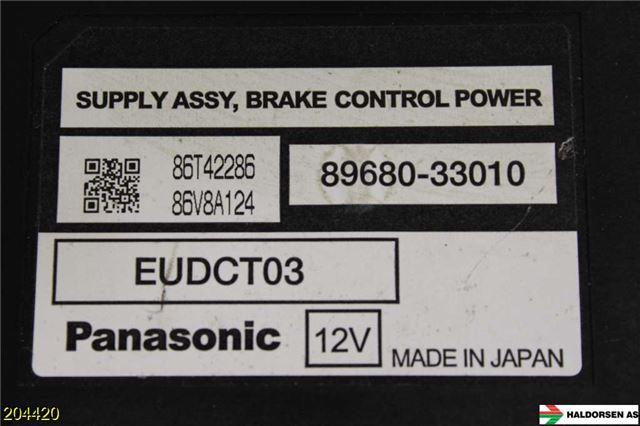 SUPPLY ASSY, BRAKE CONTROL POWER
86T42286
86V8A124
89680-33010
EUDCT03
Panasonic
12V
MADE IN JAPAN
204420
HALDORSEN AS